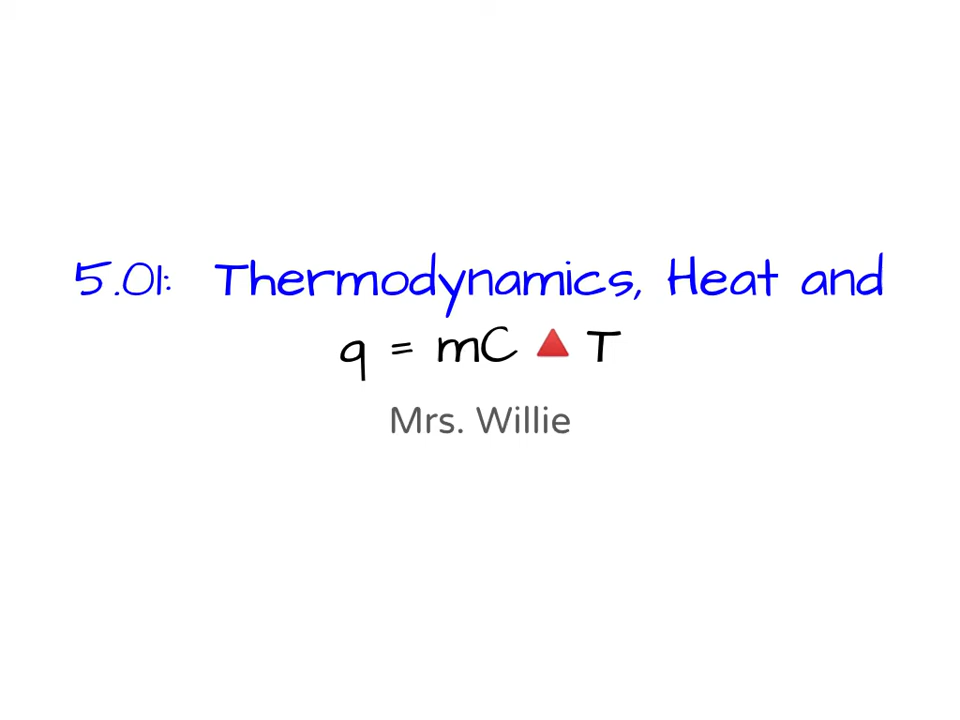 5.01: Thermodynamics, Heat and
q = mC 🔺 T
Mrs. Willie